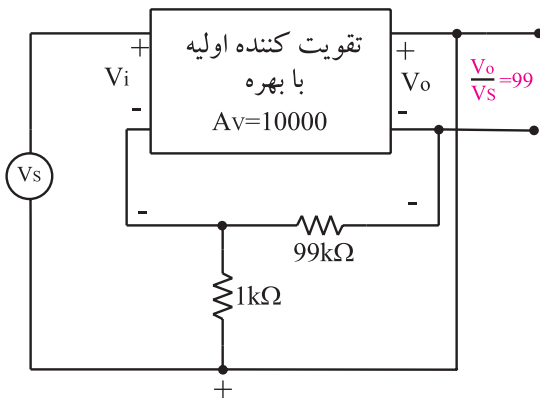 + تقویت کننده اولیه +
Vi با بهره Vo
- AV=10000 -
Vo
VS =99
VS
- -
99kΩ
1kΩ
+